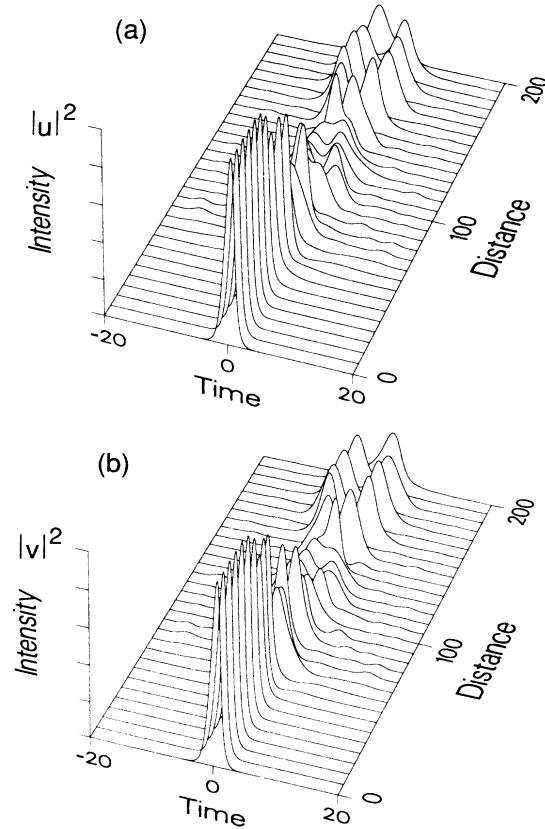 (a)
|u|²
Intensity
-20
0
20
Time
0
100
200
Distance
(b)
|v|²
Intensity
-20
0
20
Time
0
100
200
Distance